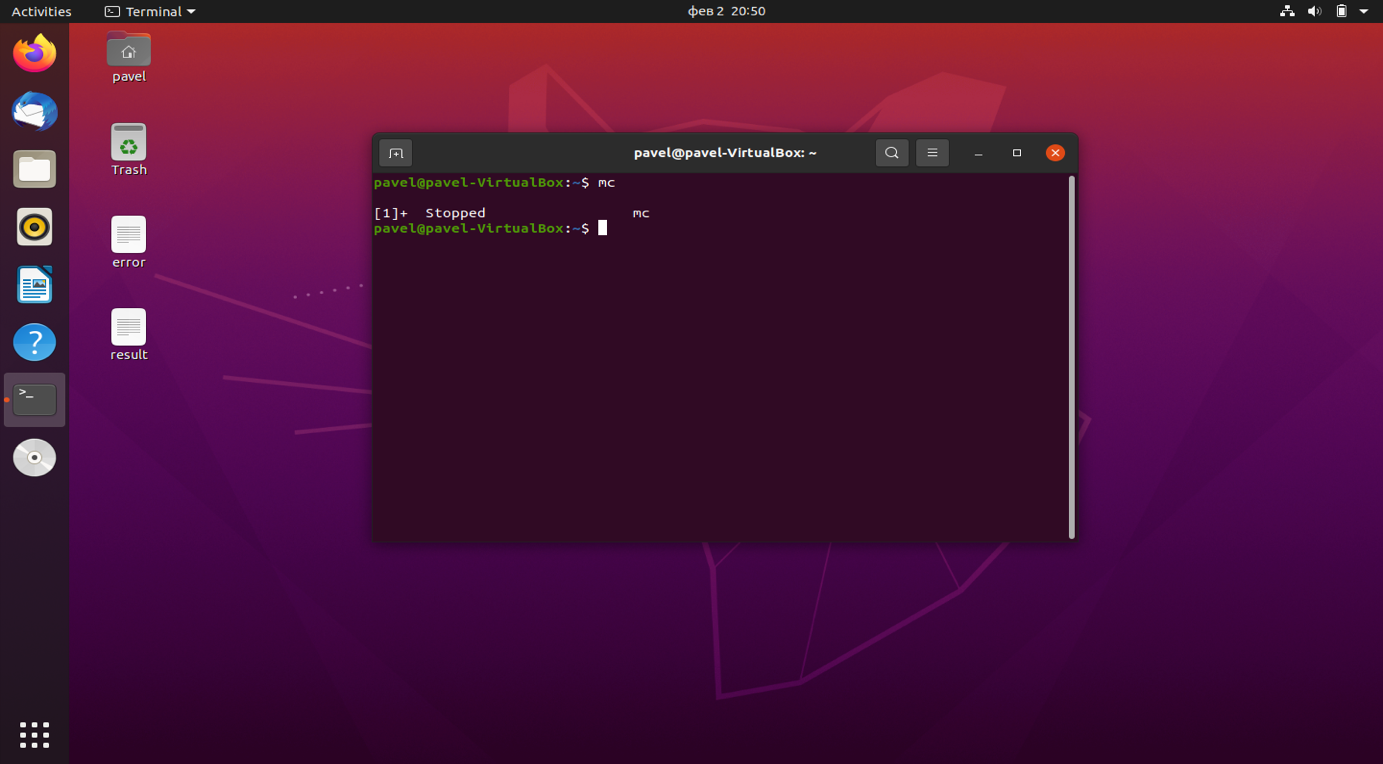 Activities Terminal фев 2 20:50
pavel
Trash
error
result
pavel@pavel-VirtualBox: ~
pavel@pavel-VirtualBox:~$ mc
[1]+  Stopped                 mc
pavel@pavel-VirtualBox:~$